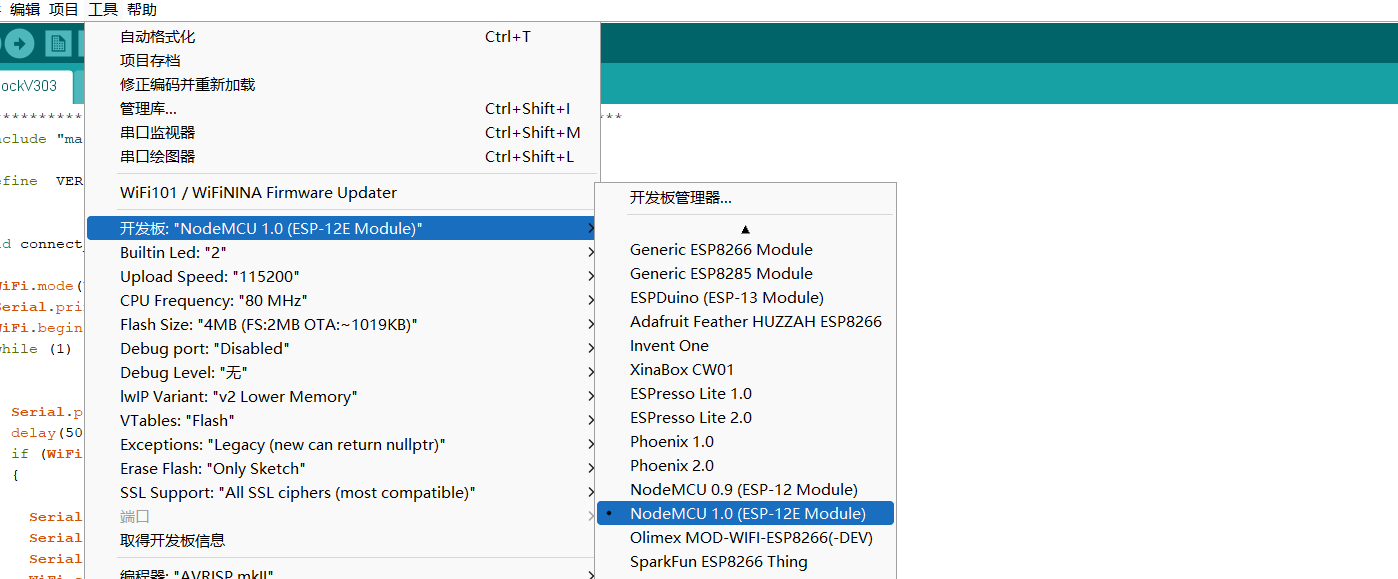 编辑 项目 工具 帮助
ockV303
自动格式化 Ctrl+T
项目存档
修正编码并重新加载
管理库... Ctrl+Shift+I
串口监视器 Ctrl+Shift+M
串口绘图器 Ctrl+Shift+L
WiFi101 / WiFiNINA Firmware Updater
开发板: "NodeMCU 1.0 (ESP-12E Module)"
Builtin Led: "2"
Upload Speed: "115200"
CPU Frequency: "80 MHz"
Flash Size: "4MB (FS:2MB OTA:~1019KB)"
Debug port: "Disabled"
Debug Level: "无"
lwIP Variant: "v2 Lower Memory"
VTables: "Flash"
Exceptions: "Legacy (new can return nullptr)"
Erase Flash: "Only Sketch"
SSL Support: "All SSL ciphers (most compatible)"
端口
取得开发板信息
编程器: "AVRISP mkII"
开发板管理器...
Generic ESP8266 Module
Generic ESP8285 Module
ESPDuino (ESP-13 Module)
Adafruit Feather HUZZAH ESP8266
Invent One
XinaBox CW01
ESPresso Lite 1.0
ESPresso Lite 2.0
Phoenix 1.0
Phoenix 2.0
NodeMCU 0.9 (ESP-12 Module)
NodeMCU 1.0 (ESP-12E Module)
Olimex MOD-WIFI-ESP8266(-DEV)
SparkFun ESP8266 Thing
clude "ma
fine VER
d connect
iFi.mode(
erial.pri
iFi.begin
hile (1)
Serial.p
delay(50
if (WiFi
{
Serial
Serial
Serial